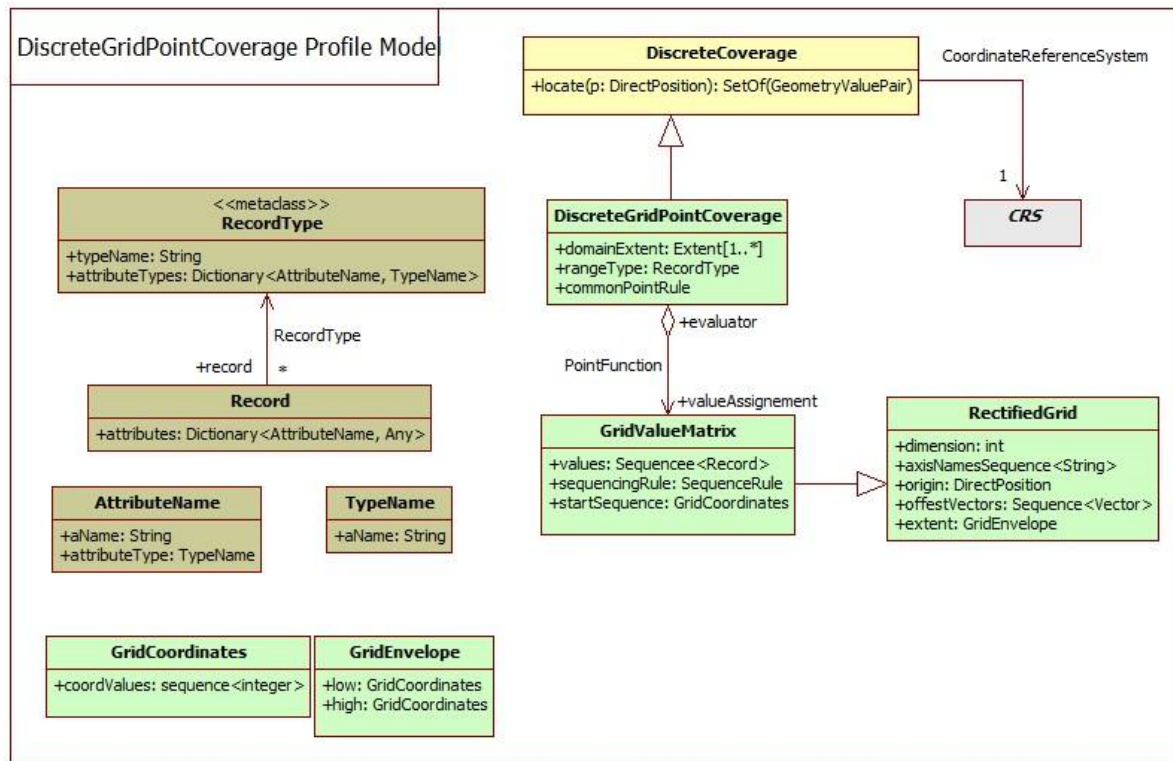 DiscreteGridPointCoverage Profile Model
DiscreteCoverage
+locate(p: DirectPosition): SetOf(GeometryValuePair)
CoordinateReferenceSystem
1
CRS
<<metaclass>>
RecordType
+typeName: String
+attributeTypes: Dictionary<AttributeName, TypeName>
DiscreteGridPointCoverage
+domainExtent: Extent[1..*]
+rangeType: RecordType
+commonPointRule
RecordType
+record
*
+evaluator
PointFunction
+valueAssignement
Record
+attributes: Dictionary<AttributeName, Any>
GridValueMatrix
+values: Sequencee<Record>
+sequencingRule: SequenceRule
+startSequence: GridCoordinates
RectifiedGrid
+dimension: int
+axisNamesSequence<String>
+origin: DirectPosition
+offestVectors: Sequence<Vector>
+extent: GridEnvelope
AttributeName
+aName: String
+attributeType: TypeName
TypeName
+aName: String
GridCoordinates
+coordValues: sequence<integer>
GridEnvelope
+low: GridCoordinates
+high: GridCoordinates